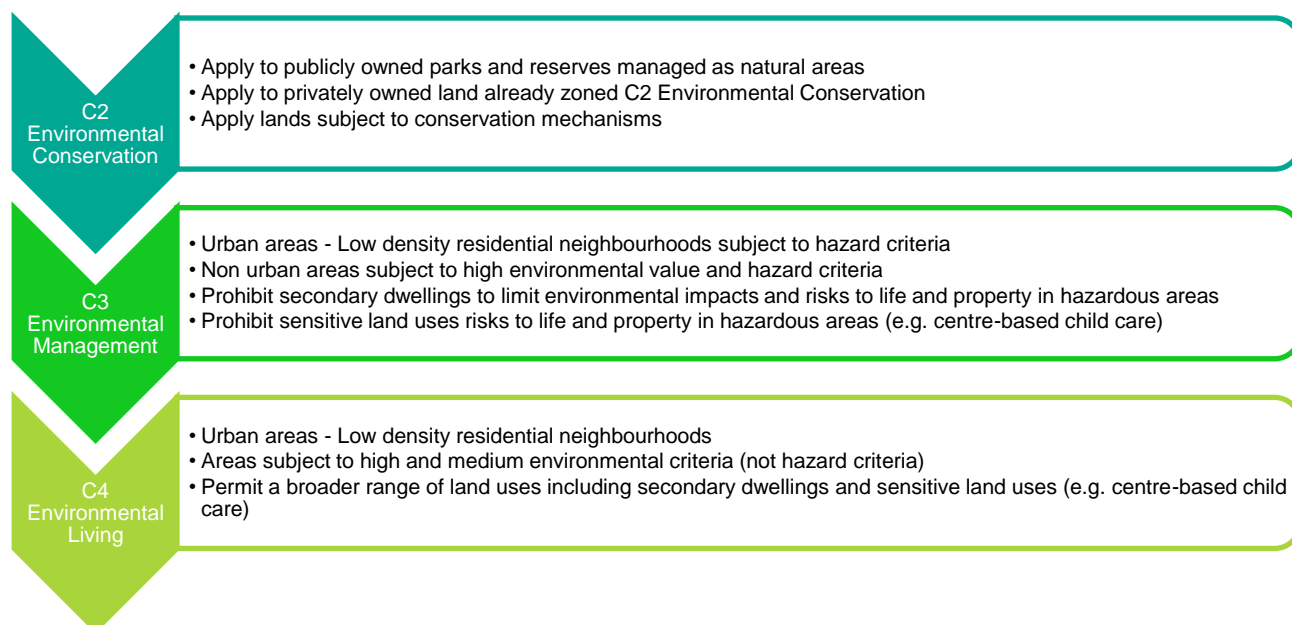 C2
Environmental
Conservation
• Apply to publicly owned parks and reserves managed as natural areas
• Apply to privately owned land already zoned C2 Environmental Conservation
• Apply lands subject to conservation mechanisms
C3
Environmental
Management
• Urban areas - Low density residential neighbourhoods subject to hazard criteria
• Non urban areas subject to high environmental value and hazard criteria
• Prohibit secondary dwellings to limit environmental impacts and risks to life and property in hazardous areas
• Prohibit sensitive land uses risks to life and property in hazardous areas (e.g. centre-based child care)
C4
Environmental
Living
• Urban areas - Low density residential neighbourhoods
• Areas subject to high and medium environmental criteria (not hazard criteria)
• Permit a broader range of land uses including secondary dwellings and sensitive land uses (e.g. centre-based child
care)